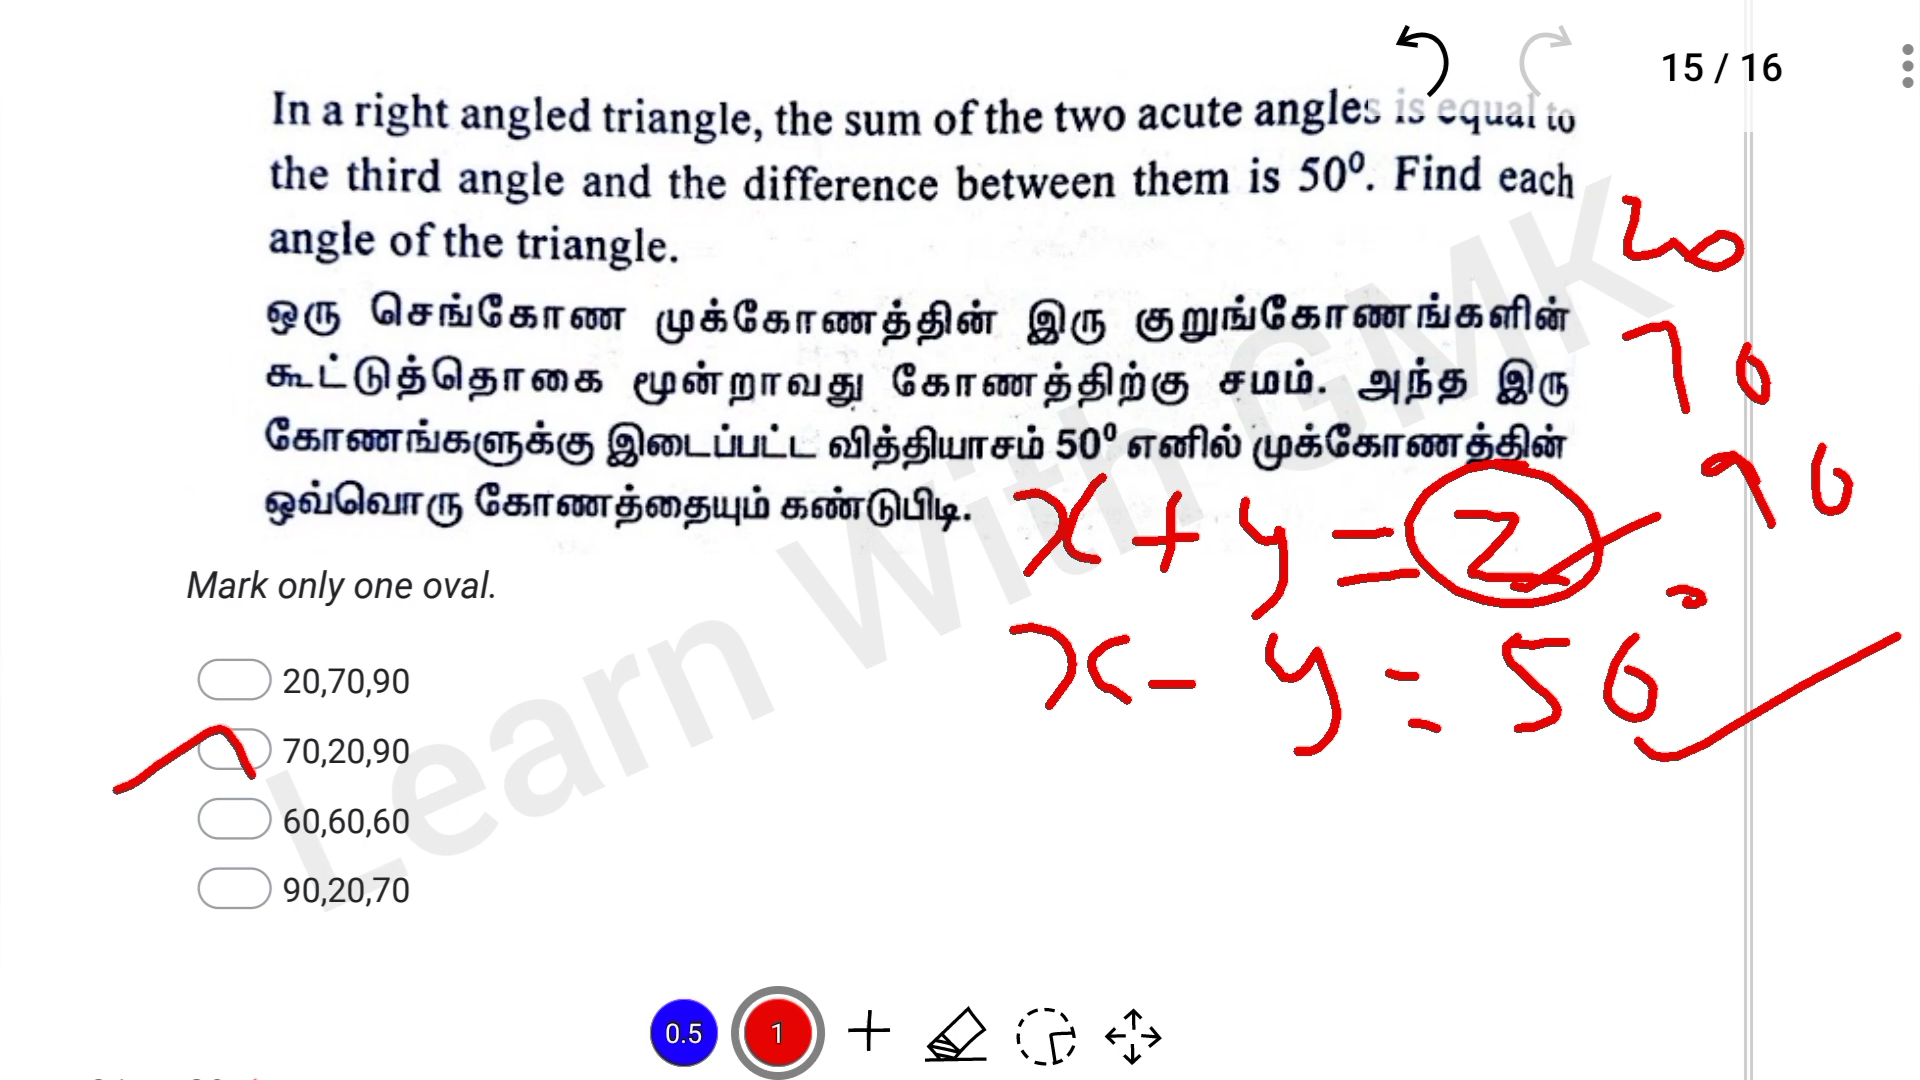 15 / 16
In a right angled triangle, the sum of the two acute angles is equal to
the third angle and the difference between them is 50⁰. Find each
angle of the triangle.
ஒரு செங்கோண முக்கோணத்தின் இரு குறுங்கோணங்களின்
கூட்டுத்தொகை மூன்றாவது கோணத்திற்கு சமம். அந்த இரு
கோணங்களுக்கு இடைப்பட்ட வித்தியாசம் 50⁰ எனில் முக்கோணத்தின்
ஒவ்வொரு கோணத்தையும் கண்டுபிடி.
20
70
90
x + y = z
x - y = 50
Mark only one oval.
20,70,90
70,20,90
60,60,60
90,20,70
Learn With GMK
0.5 1